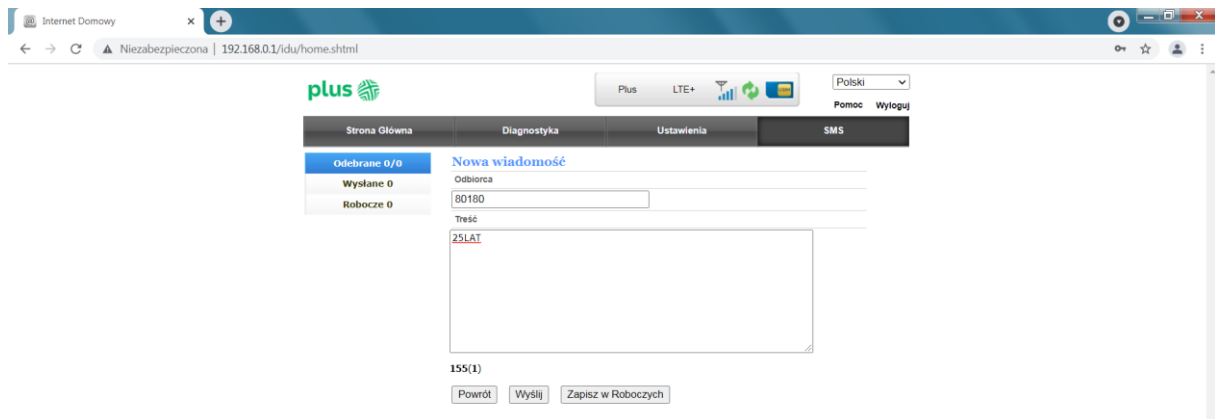 Internet Domowy
Niezabezpieczona | 192.168.0.1/idu/home.shtml
plus
Plus LTE+
Polski
Pomoc Wyloguj
Strona Główna Diagnostyka Ustawienia SMS
Odebrane 0/0
Wysłane 0
Robocze 0
Nowa wiadomość
Odbiorca
80180
Treść
25LAT
155(1)
Powrót Wyślij Zapisz w Roboczych